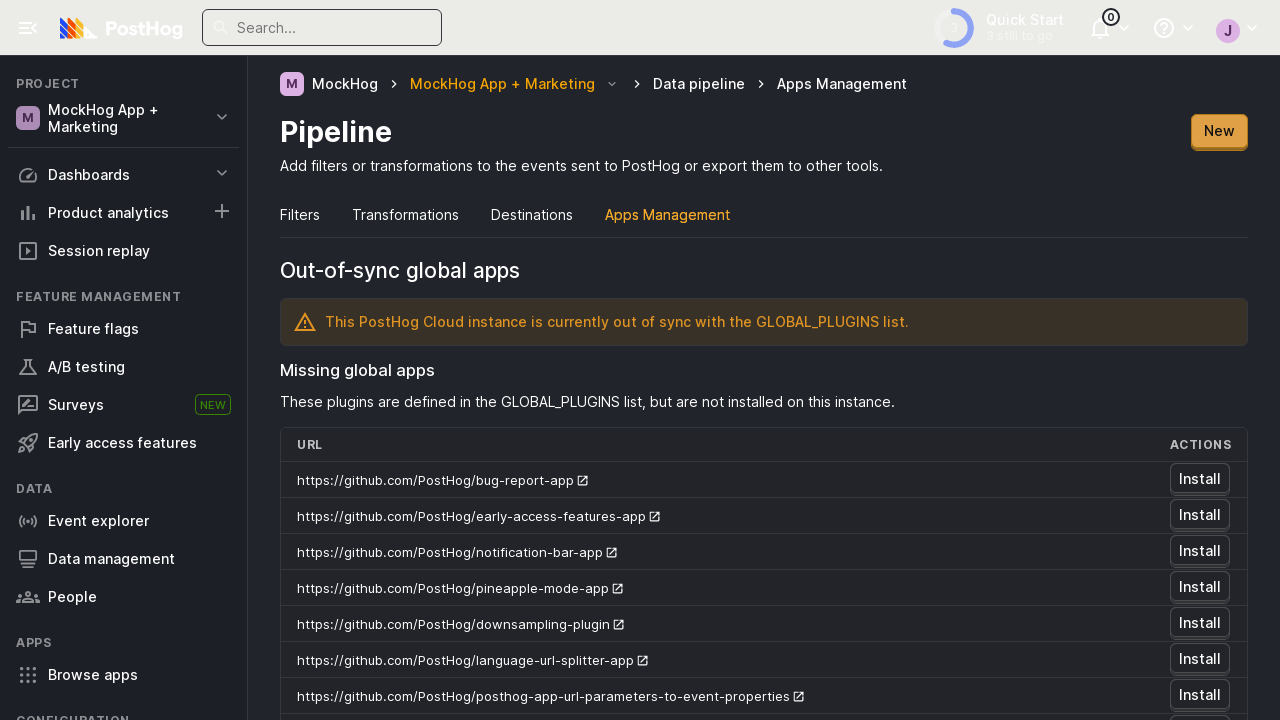 PostHog
Search...
3
Quick Start
3 still to go
0
J
PROJECT
M
MockHog App +
Marketing
Dashboards
Product analytics
Session replay
FEATURE MANAGEMENT
Feature flags
A/B testing
Surveys
NEW
Early access features
DATA
Event explorer
Data management
People
APPS
Browse apps
CONFIGURATION
M
MockHog
MockHog App + Marketing
Data pipeline
Apps Management
Pipeline
New
Add filters or transformations to the events sent to PostHog or export them to other tools.
Filters
Transformations
Destinations
Apps Management
Out-of-sync global apps
This PostHog Cloud instance is currently out of sync with the GLOBAL_PLUGINS list.
Missing global apps
These plugins are defined in the GLOBAL_PLUGINS list, but are not installed on this instance.
URL
ACTIONS
https://github.com/PostHog/bug-report-app
Install
https://github.com/PostHog/early-access-features-app
Install
https://github.com/PostHog/notification-bar-app
Install
https://github.com/PostHog/pineapple-mode-app
Install
https://github.com/PostHog/downsampling-plugin
Install
https://github.com/PostHog/language-url-splitter-app
Install
https://github.com/PostHog/posthog-app-url-parameters-to-event-properties
Install